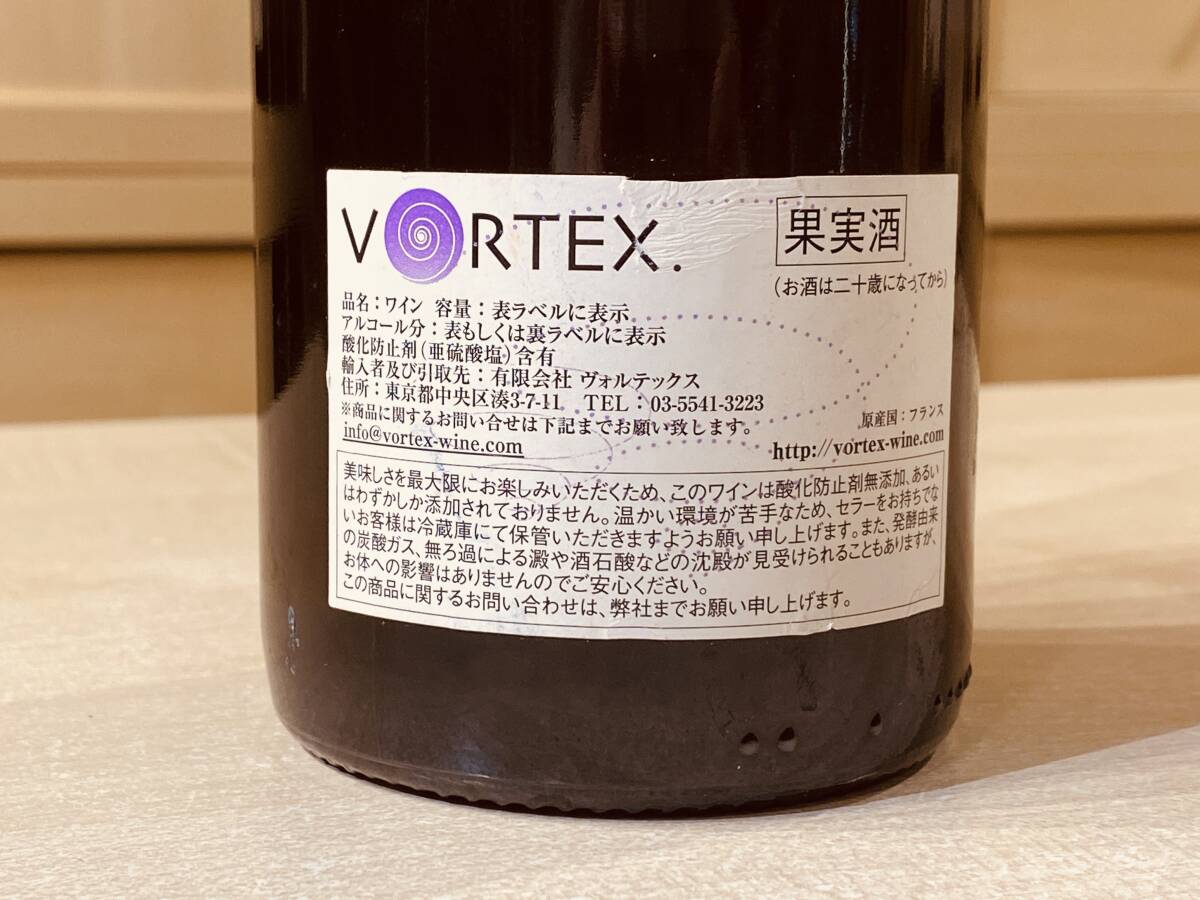 VORTEX.
果実酒
(お酒は二十歳になってから)
品名：ワイン 容量：表ラベルに表示
アルコール分：表もしくは裏ラベルに表示
酸化防止剤(亜硫酸塩)含有
輸入者及び引取先：有限会社 ヴォルテックス
住所：東京都中央区湊3-7-11 TEL：03-5541-3223
※商品に関するお問い合せは下記までお願い致します。
info@vortex-wine.com
原産国：フランス
http://vortex-wine.com
美味しさを最大限にお楽しみいただくため、このワインは酸化防止剤無添加、あるい
はわずかしか添加されておりません。温かい環境が苦手なため、セラーをお持ちでな
いお客様は冷蔵庫にて保管いただきますようお願い申し上げます。また、発酵由来
の炭酸ガス、無ろ過による澱や酒石酸などの沈殿が見受けられることもありますが、
お体への影響はありませんのでご安心ください。
この商品に関するお問い合わせは、弊社までお願い申し上げます。